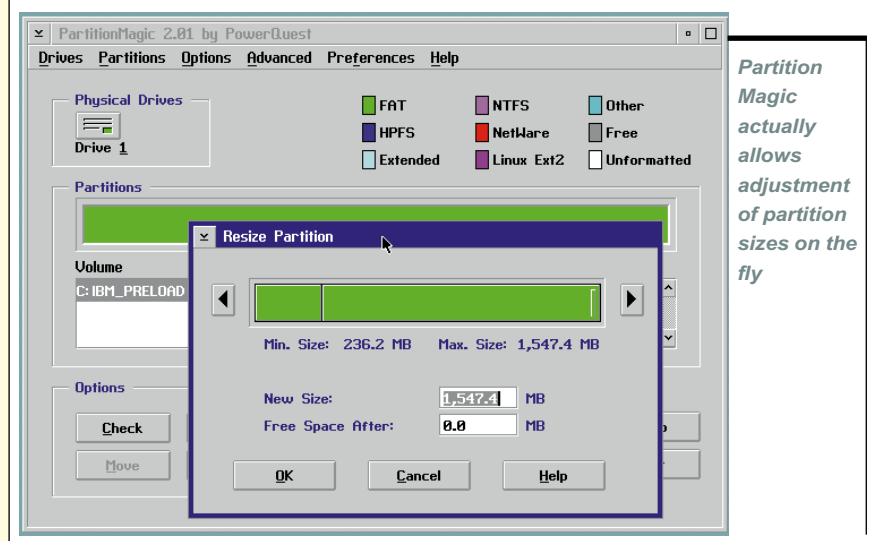 PartitionMagic 2.01 by PowerQuest
Drives Partitions Options Advanced Preferences Help
Physical Drives
Drive 1
FAT
NTFS
Other
HPFS
NetWare
Free
Extended
Linux Ext2
Unformatted
Partitions
Volume
C: IBM_PRELOAD
Resize Partition
Min. Size: 236.2 MB Max. Size: 1,547.4 MB
New Size: 1,547.4 MB
Free Space After: 0.0 MB
OK Cancel Help
Options
Check
Move
Partition
Magic
actually
allows
adjustment
of partition
sizes on the
fly